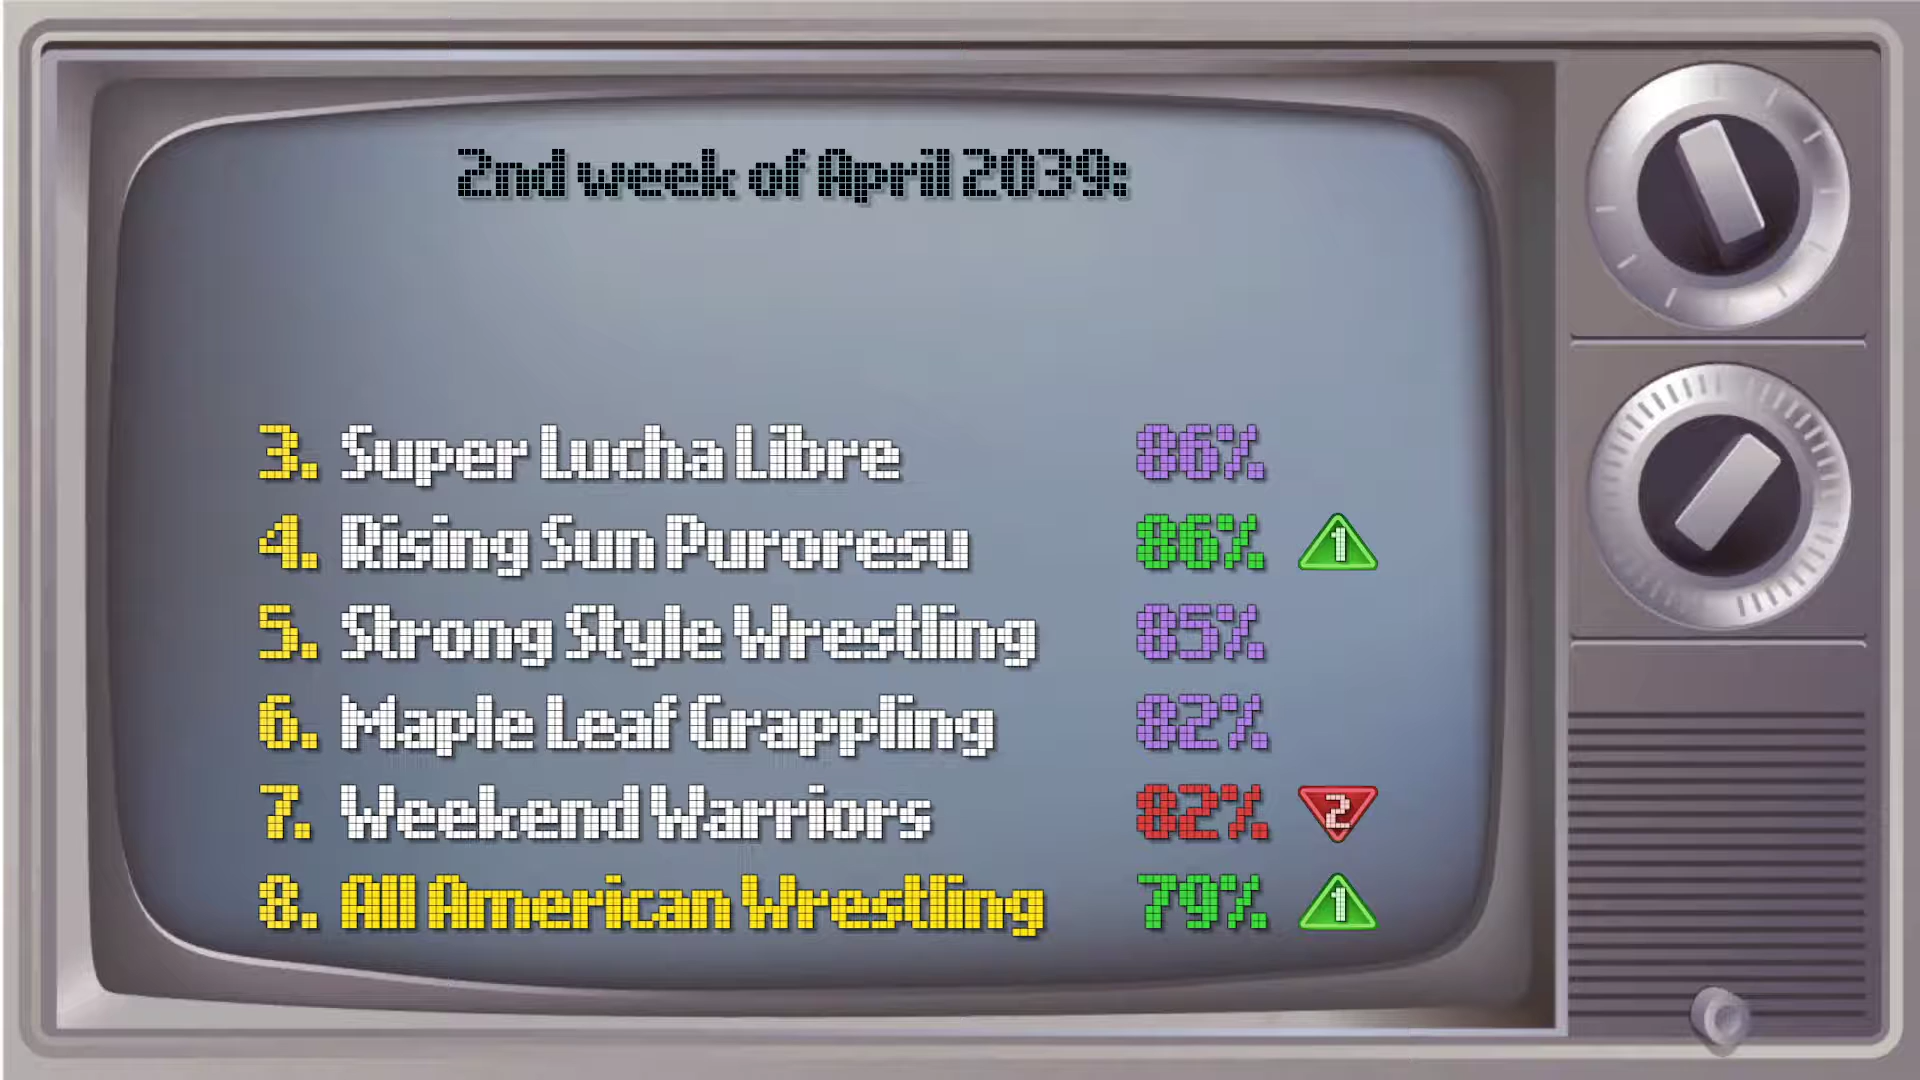 2nd week of April 2039:
3. Super Lucha Libre 86%
4. Rising Sun Puroresu 86% 1
5. Strong Style Wrestling 85%
6. Maple Leaf Grappling 82%
7. Weekend Warriors 82% 2
8. All American Wrestling 79% 1